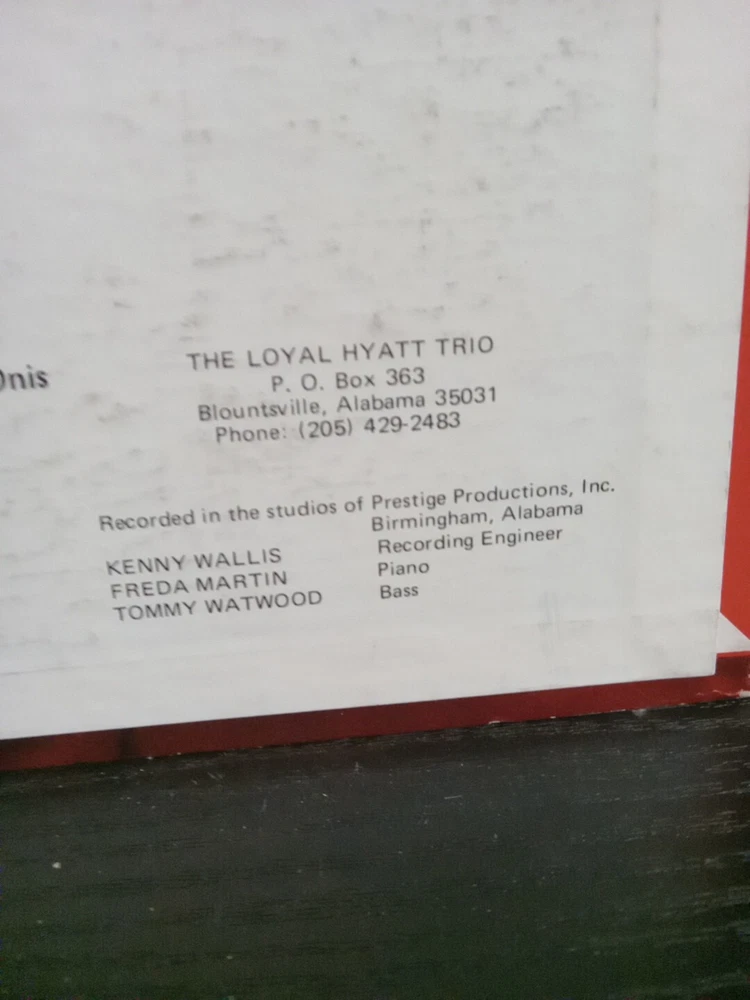 THE LOYAL HYATT TRIO
P. O. Box 363
Blountsville, Alabama 35031
Phone: (205) 429-2483
Recorded in the studios of Prestige Productions, Inc.
Birmingham, Alabama
KENNY WALLIS Recording Engineer
FREDA MARTIN Piano
TOMMY WATWOOD Bass